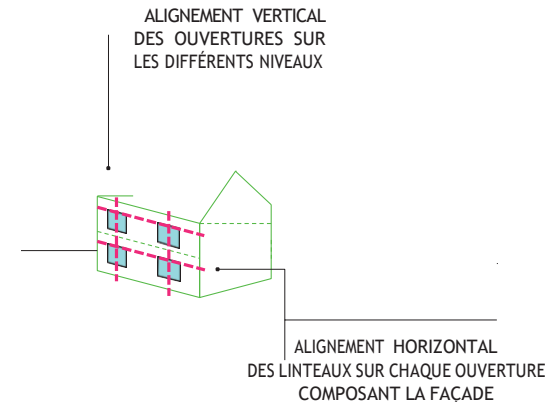 ALIGNEMENT VERTICAL
DES OUVERTURES SUR
LES DIFFÉRENTS NIVEAUX
ALIGNEMENT HORIZONTAL
DES LINTEAUX SUR CHAQUE OUVERTURE
COMPOSANT LA FAÇADE